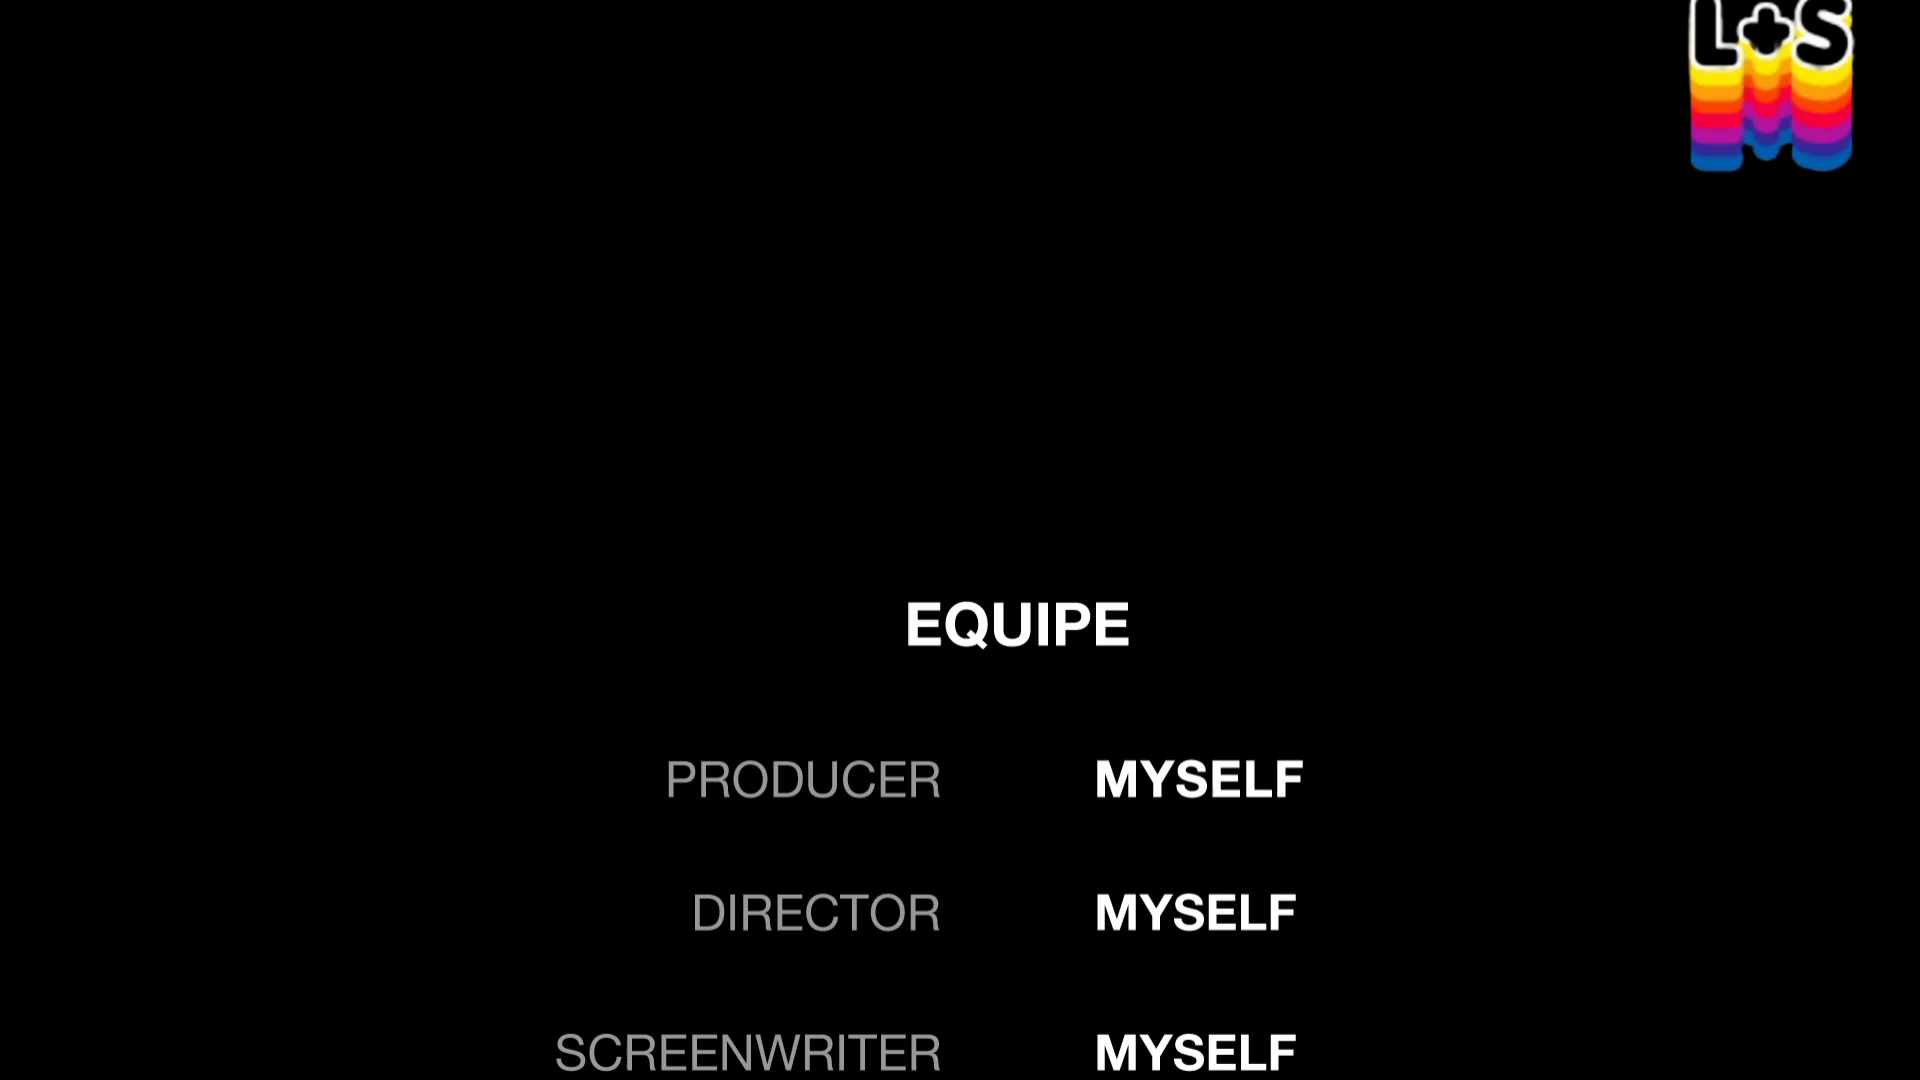 L+S
EQUIPE
PRODUCER MYSELF
DIRECTOR MYSELF
SCREENWRITER MYSELF